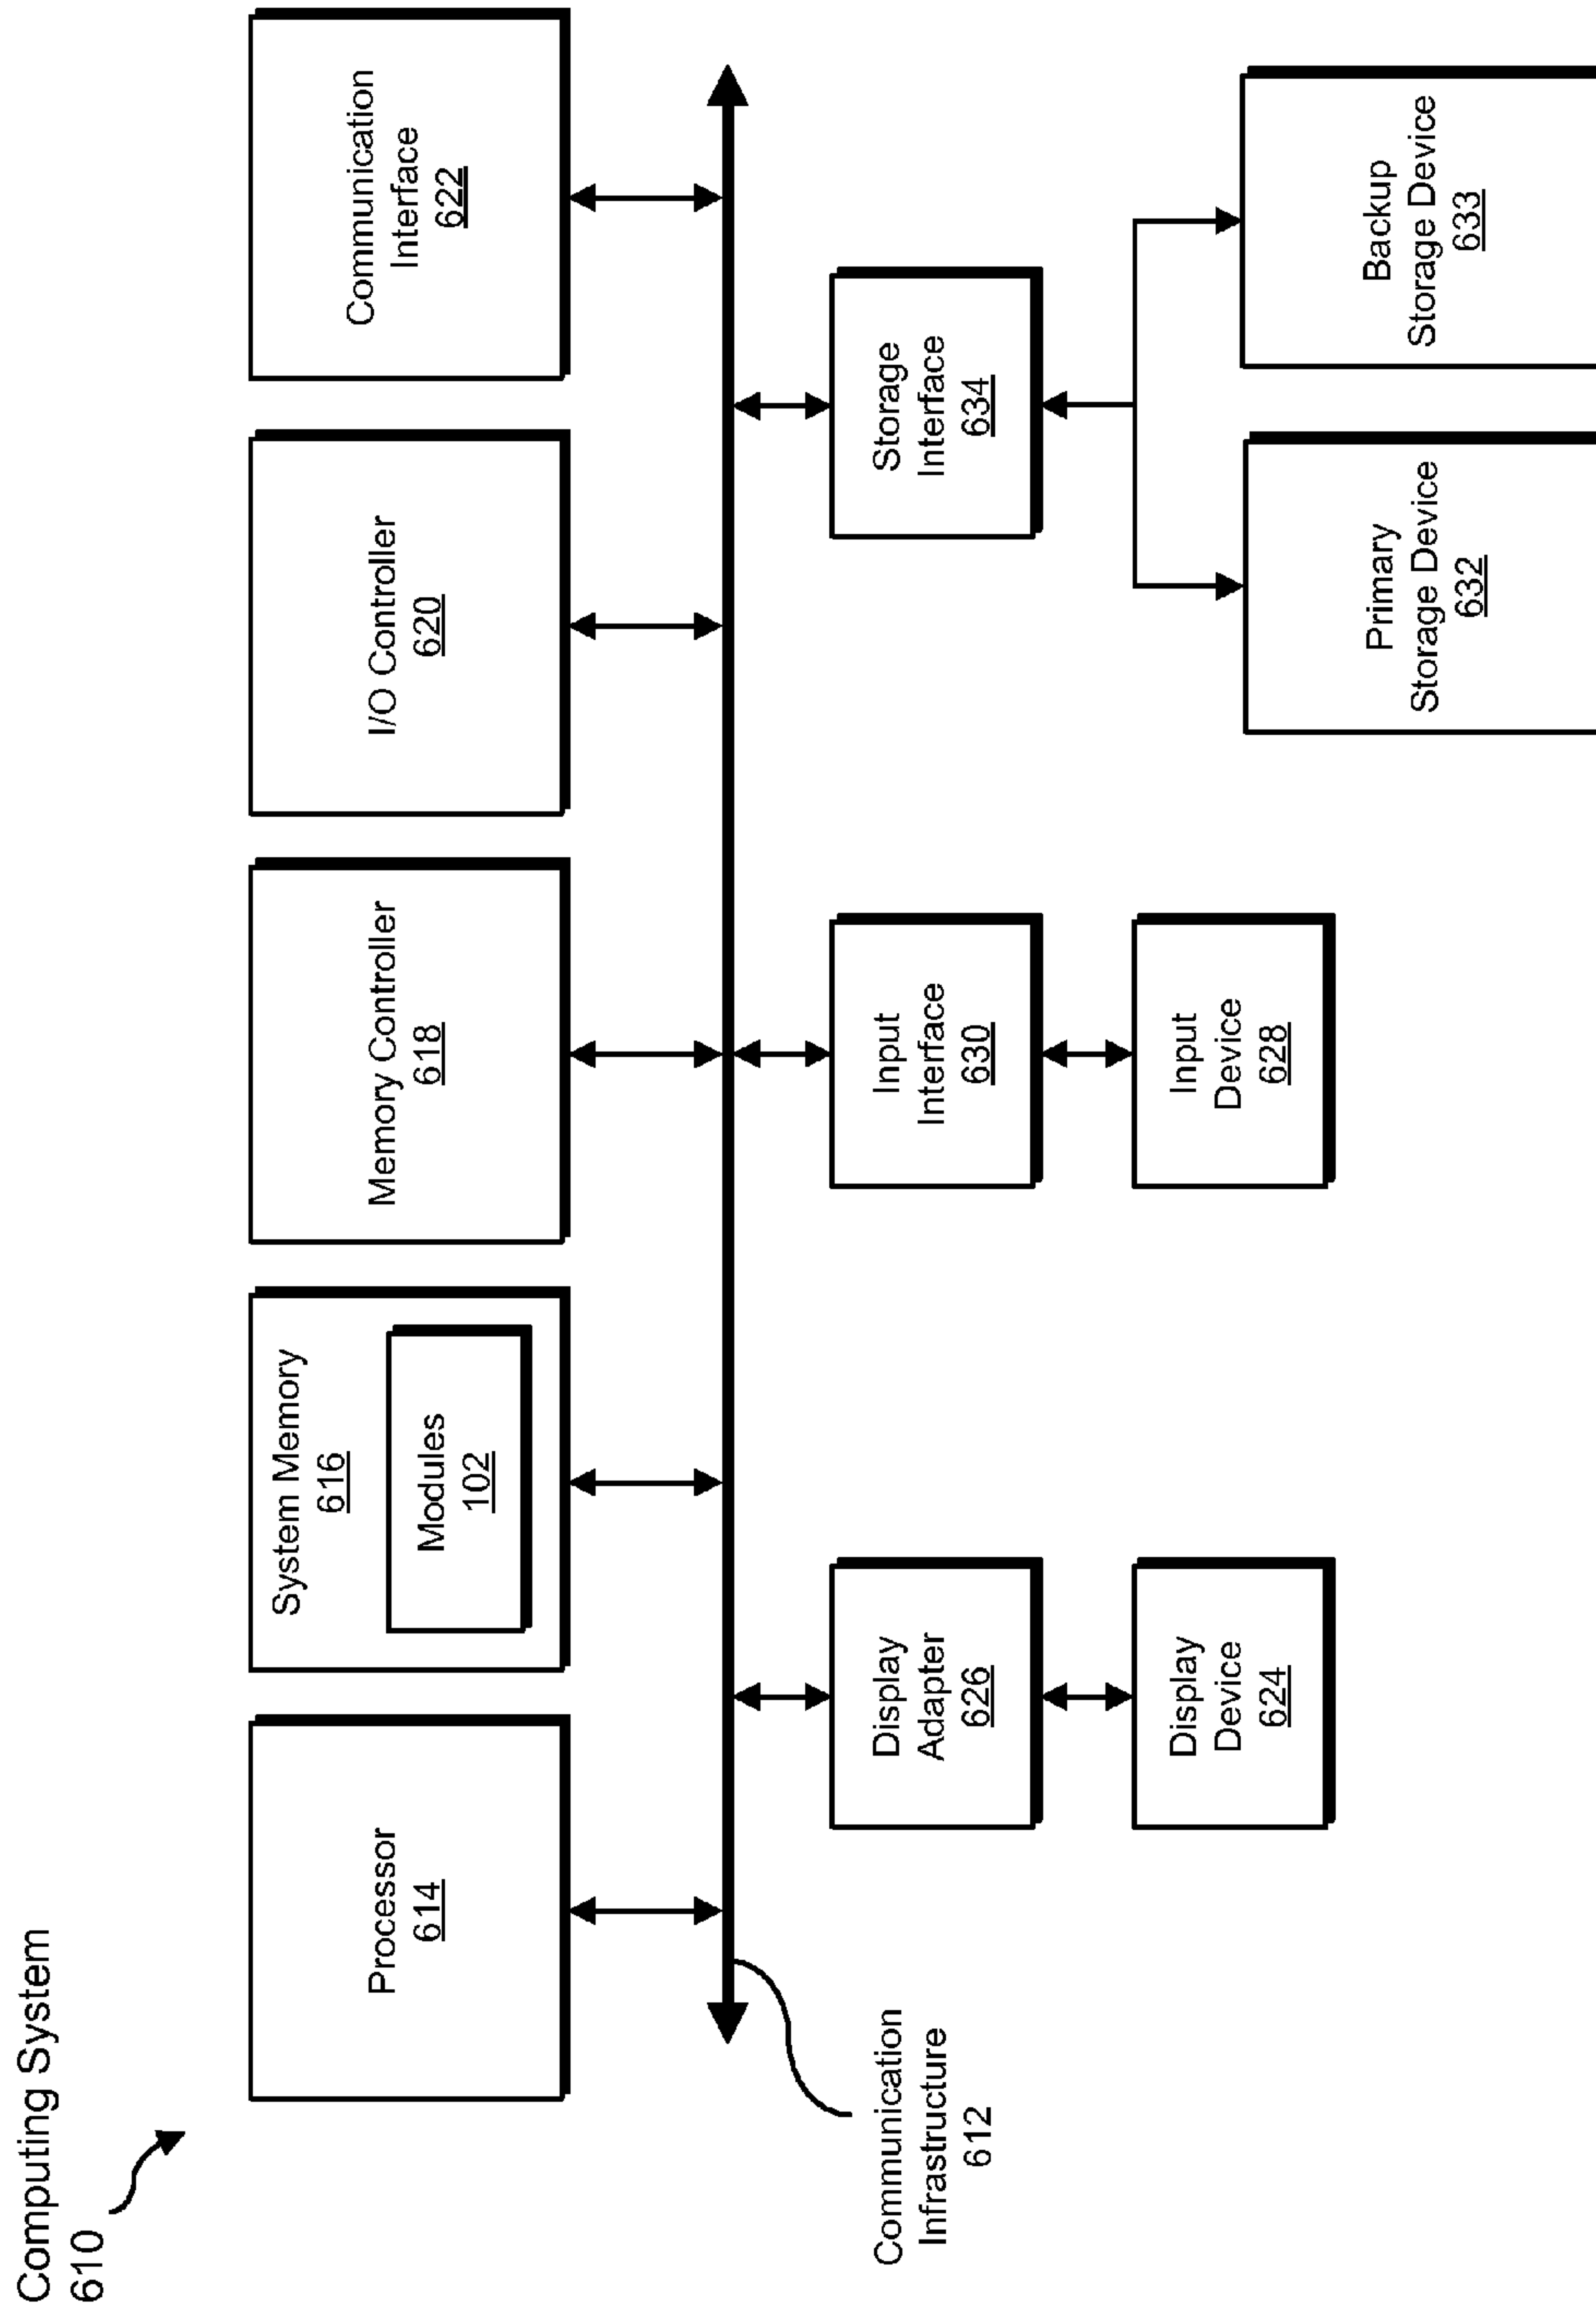 Computing System
610
Processor
614
System Memory
616
Modules
102
Memory Controller
618
I/O Controller
620
Communication
Interface
622
Communication
Infrastructure
612
Display
Adapter
626
Input
Interface
630
Storage
Interface
634
Display
Device
624
Input
Device
628
Primary
Storage Device
632
Backup
Storage Device
633